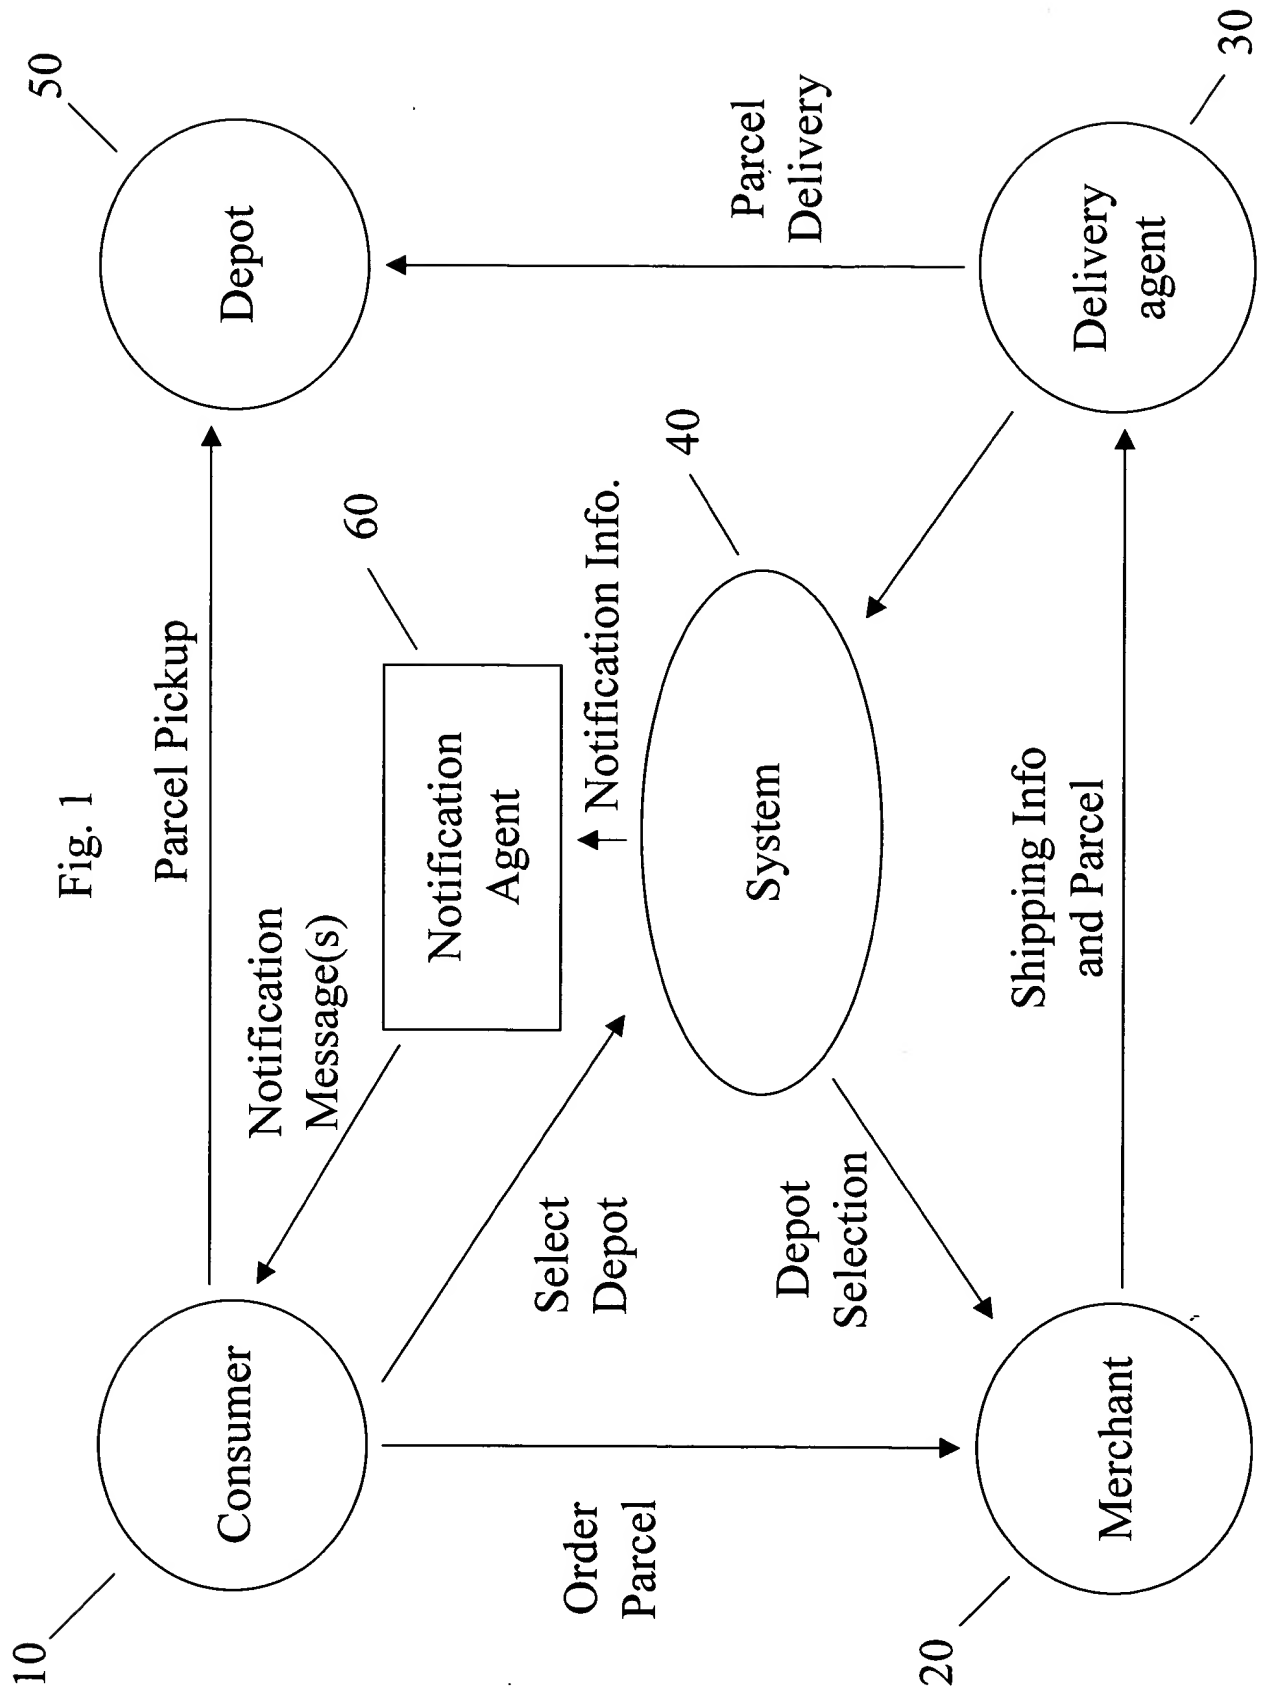 Fig. 1
10
Consumer
Parcel Pickup
50
Depot
Notification
Message(s)
60
Notification
Agent
Order
Parcel
Select
Depot
Notification Info.
40
System
Parcel
Delivery
Depot
Selection
20
Merchant
Shipping Info
and Parcel
Delivery
agent
30